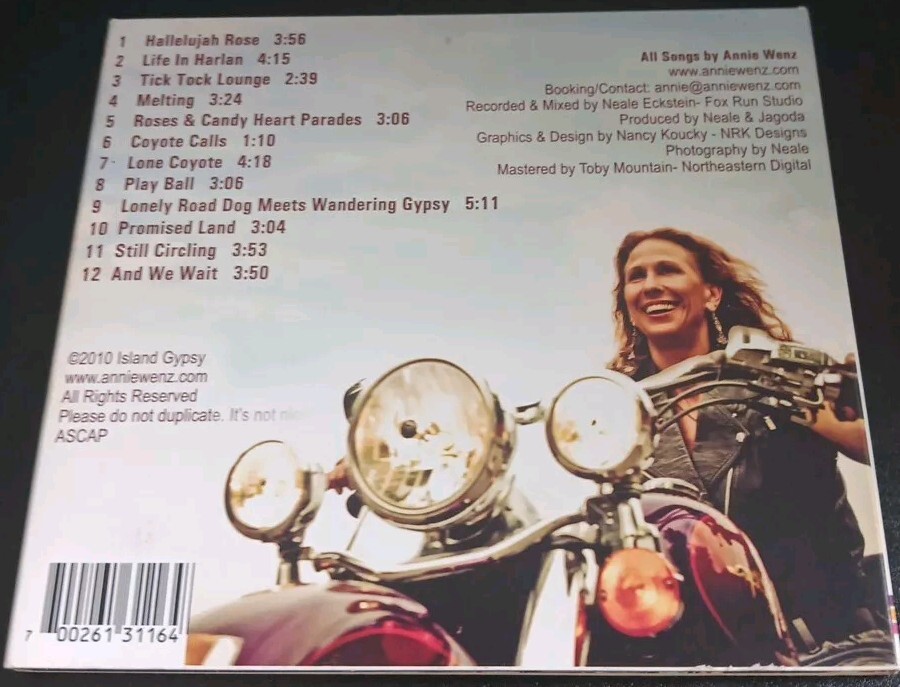 1 Hallelujah Rose 3:56
2 Life In Harlan 4:15
3 Tick Tock Lounge 2:39
4 Melting 3:24
5 Roses & Candy Heart Parades 3:06
6 Coyote Calls 1:10
7 Lone Coyote 4:18
8 Play Ball 3:06
9 Lonely Road Dog Meets Wandering Gypsy 5:11
10 Promised Land 3:04
11 Still Circling 3:53
12 And We Wait 3:50
All Songs by Annie Wenz
www.anniewenz.com
Booking/Contact: annie@anniewenz.com
Recorded & Mixed by Neale Eckstein- Fox Run Studio
Produced by Neale & Jagoda
Graphics & Design by Nancy Koucky - NRK Designs
Photography by Neale
Mastered by Toby Mountain- Northeastern Digital
©2010 Island Gypsy
www.anniewenz.com
All Rights Reserved
Please do not duplicate. It's not
ASCAP
7 00261 31164